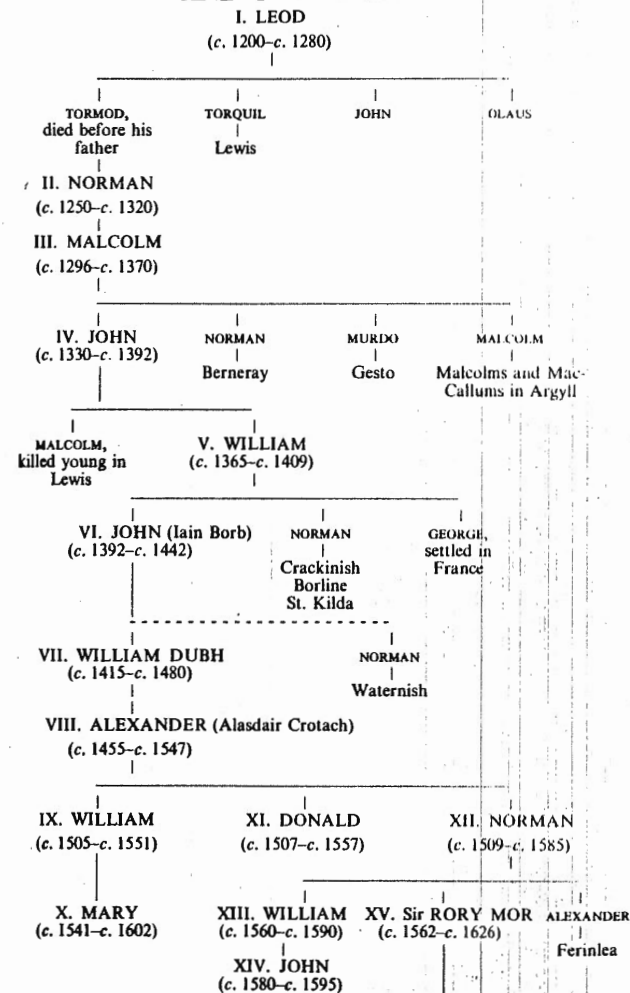 I. LEOD
(c. 1200–c. 1280)
TORMOD, TORQUIL JOHN OLAUS
died before his
father Lewis
II. NORMAN
(c. 1250–c. 1320)
III. MALCOLM
(c. 1296–c. 1370)
IV. JOHN NORMAN MURDO MALCOLM
(c. 1330–c. 1392)
Berneray Gesto Malcolms and Mac-
Callums in Argyll
MALCOLM, V. WILLIAM
killed young in (c. 1365–c. 1409)
Lewis
VI. JOHN (Iain Borb) NORMAN GEORGE,
(c. 1392–c. 1442) settled in
Crackinish France
Borline
St. Kilda
VII. WILLIAM DUBH NORMAN
(c. 1415–c. 1480)
Waternish
VIII. ALEXANDER (Alasdair Crotach)
(c. 1455–c. 1547)
IX. WILLIAM XI. DONALD XII. NORMAN
(c. 1505–c. 1551) (c. 1507–c. 1557) (c. 1509–c. 1585)
X. MARY XIII. WILLIAM XV. Sir RORY MOR ALEXANDER
(c. 1541–c. 1602) (c. 1560–c. 1590) (c. 1562–c. 1626)
Ferinlea
XIV. JOHN
(c. 1580–c. 1595)